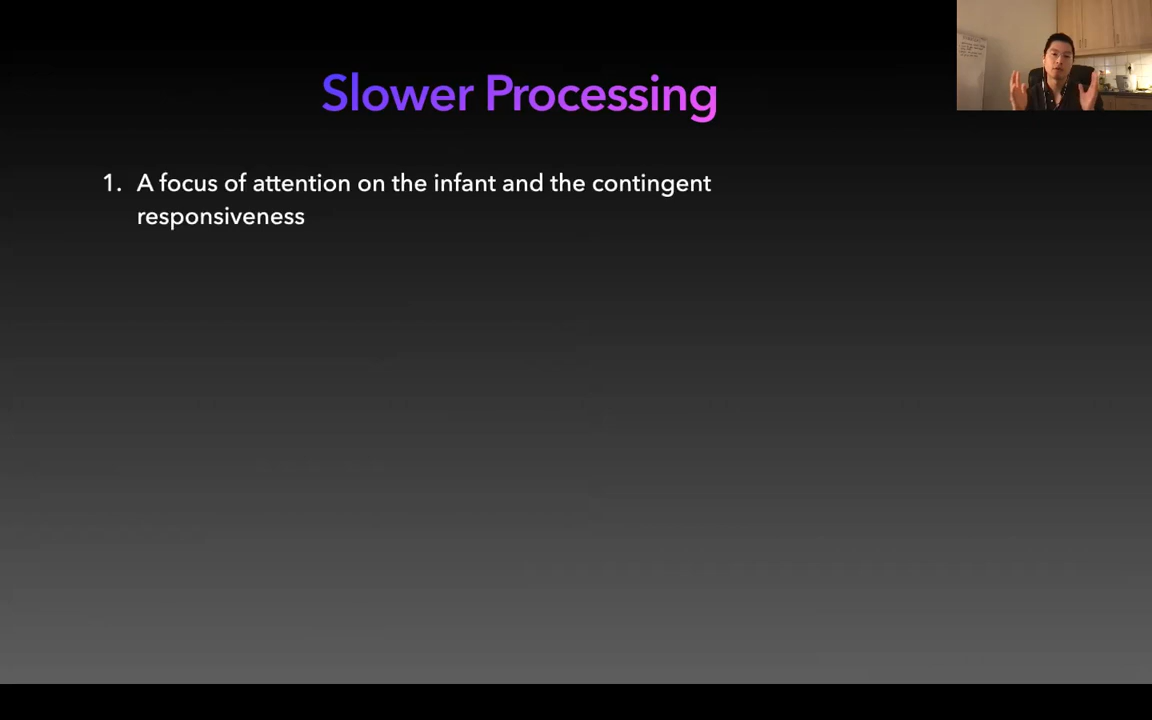 Slower Processing
1. A focus of attention on the infant and the contingent
responsiveness